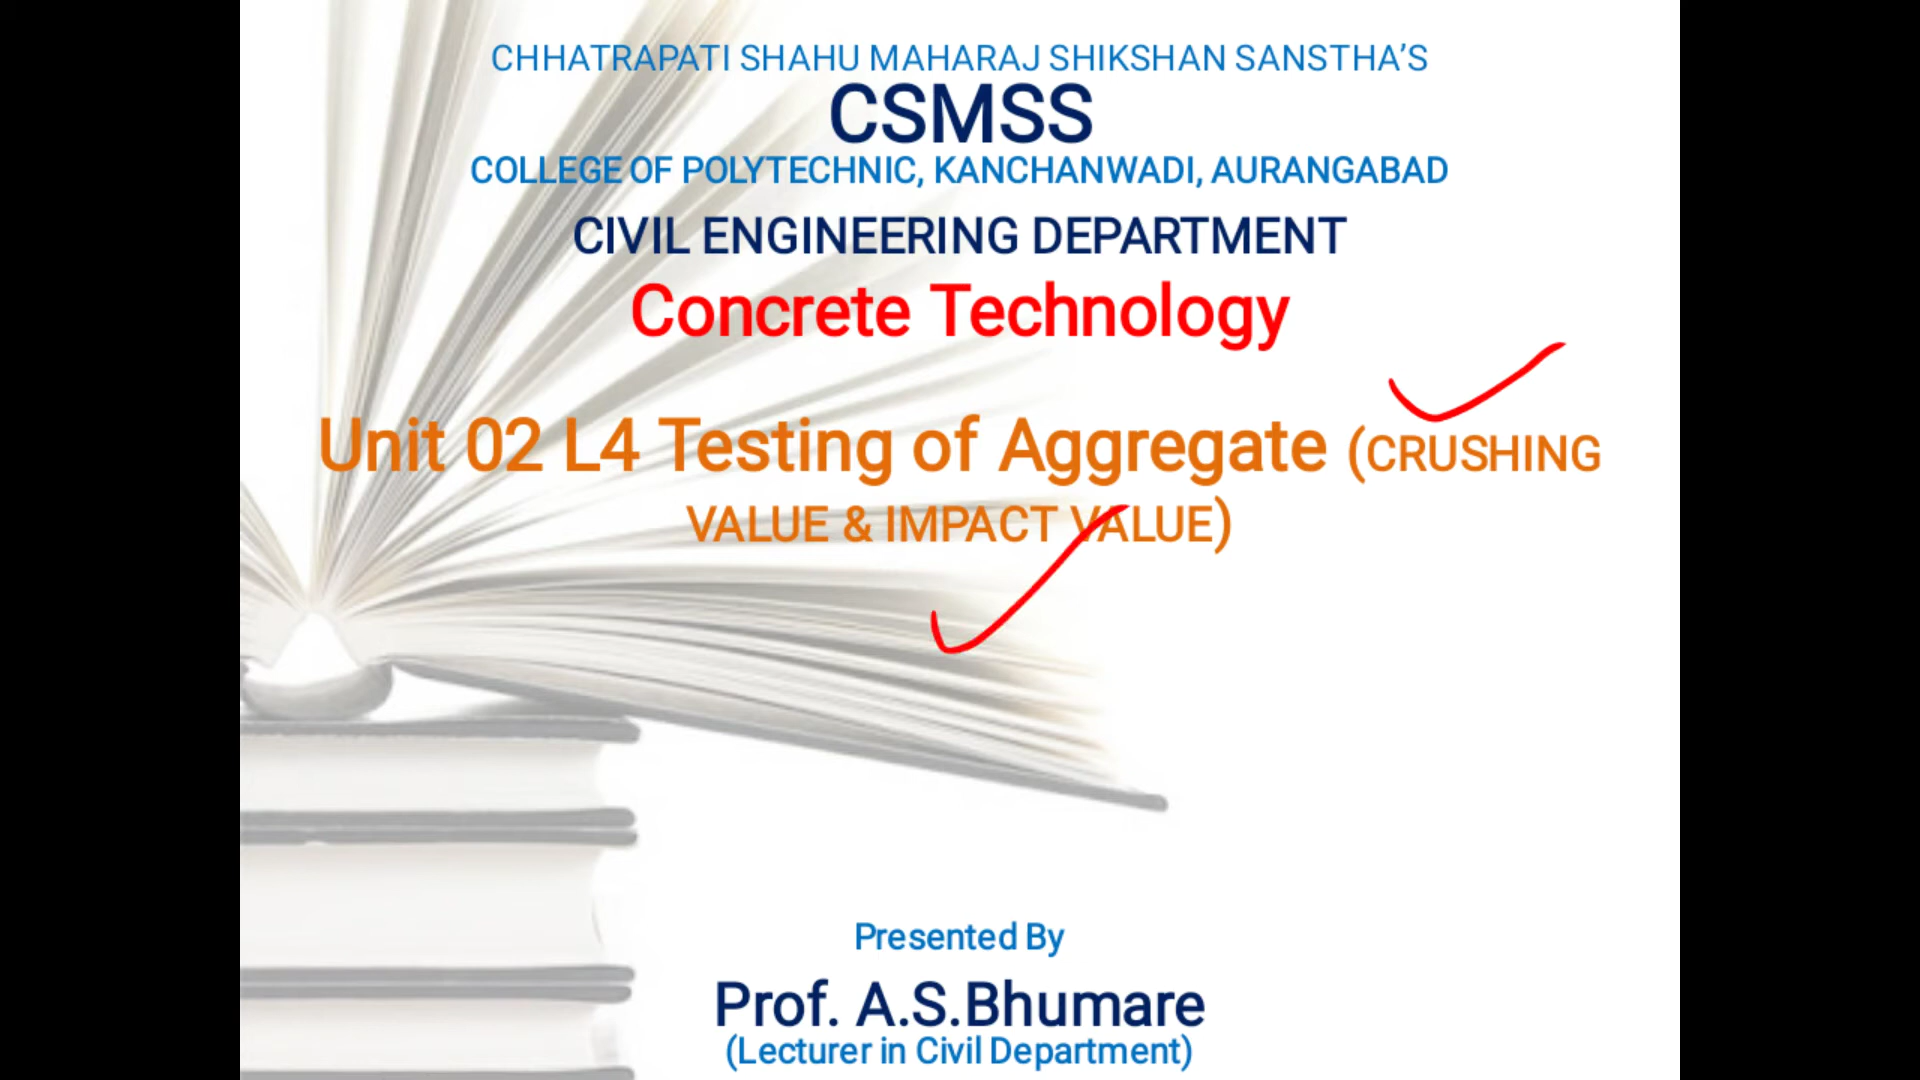 CHHATRAPATI SHAHU MAHARAJ SHIKSHAN SANSTHA’S
CSMSS
COLLEGE OF POLYTECHNIC, KANCHANWADI, AURANGABAD
CIVIL ENGINEERING DEPARTMENT
Concrete Technology
Unit 02 L4 Testing of Aggregate (CRUSHING
VALUE & IMPACT VALUE)
Presented By
Prof. A.S.Bhumare
(Lecturer in Civil Department)